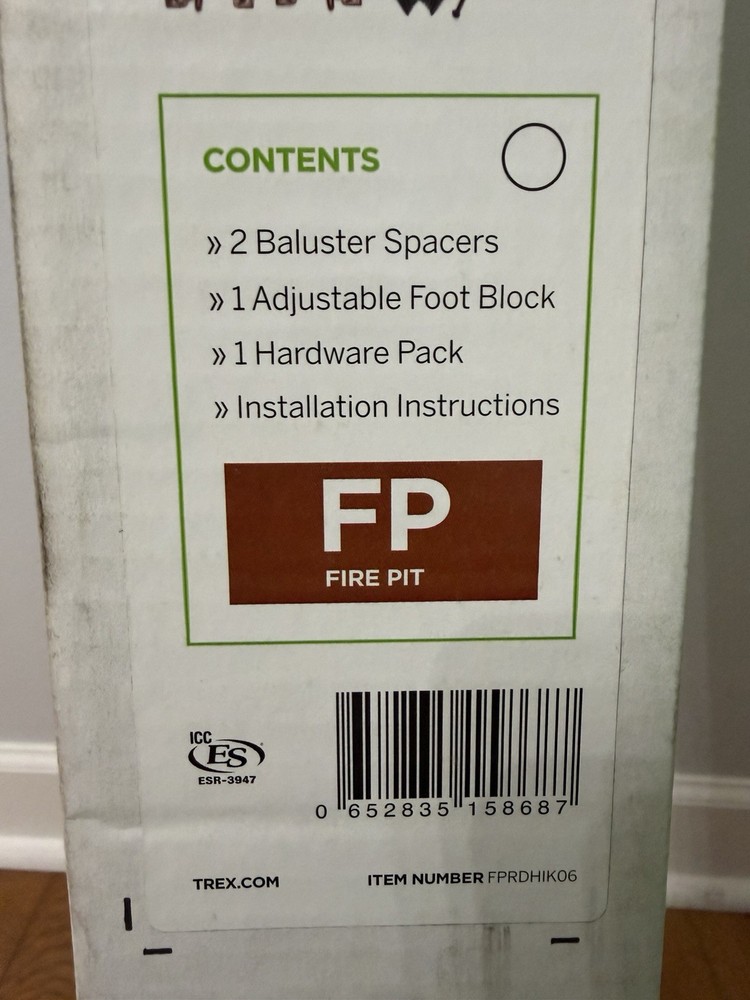 CONTENTS
» 2 Baluster Spacers
» 1 Adjustable Foot Block
» 1 Hardware Pack
» Installation Instructions
FP
FIRE PIT
ICC
ES
ESR-3947
0 652835 158687
TREX.COM
ITEM NUMBER FPRDHIK06